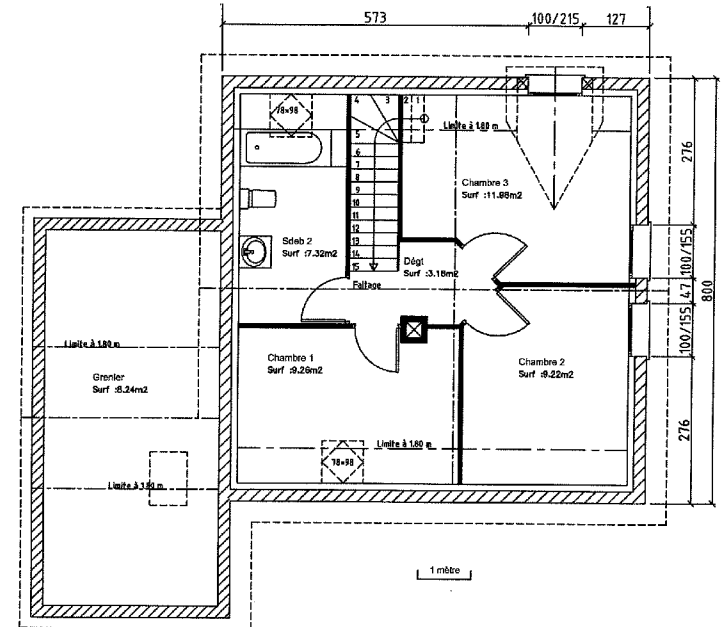 573
100/215
127
78*98
4
3
2
1
Limite à 1.80 m
5
6
7
8
9
10
11
12
13
14
15
276
Chambre 3
Surf :11.98m2
Sdeb 2
Surf :7.32m2
Dégt
Surf :3.18m2
100/155
Faîtage
47
800
Limite à 1.80 m
100/155
Grenier
Surf :8.24m2
Chambre 1
Surf :9.26m2
Chambre 2
Surf :9.22m2
276
Limite à 1.80 m
78*98
Limite à 1.80 m
1 mètre